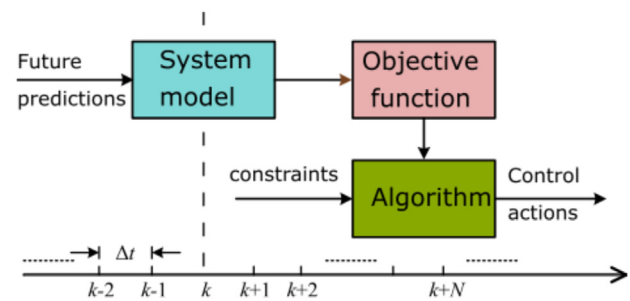 Future
predictions
System
model
Objective
function
constraints
Algorithm
Control
actions
Δt
k-2 k-1 k k+1 k+2 k+N